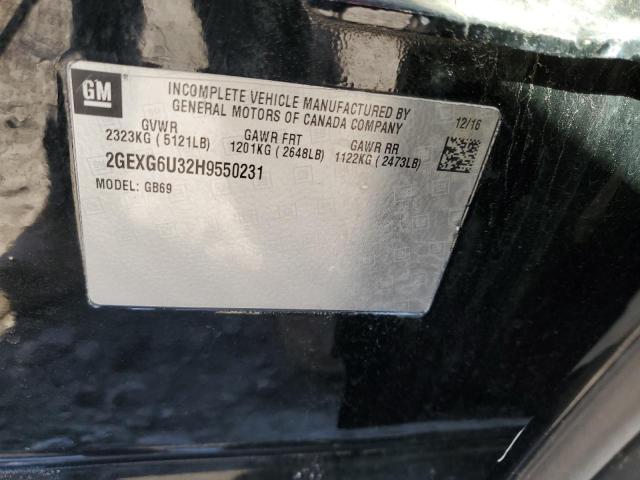 GM
INCOMPLETE VEHICLE MANUFACTURED BY
GENERAL MOTORS OF CANADA COMPANY
12/16
GVWR GAWR FRT GAWR RR
2323KG ( 5121LB) 1201KG ( 2648LB) 1122KG ( 2473LB)
2GEXG6U32H9550231
MODEL: GB69